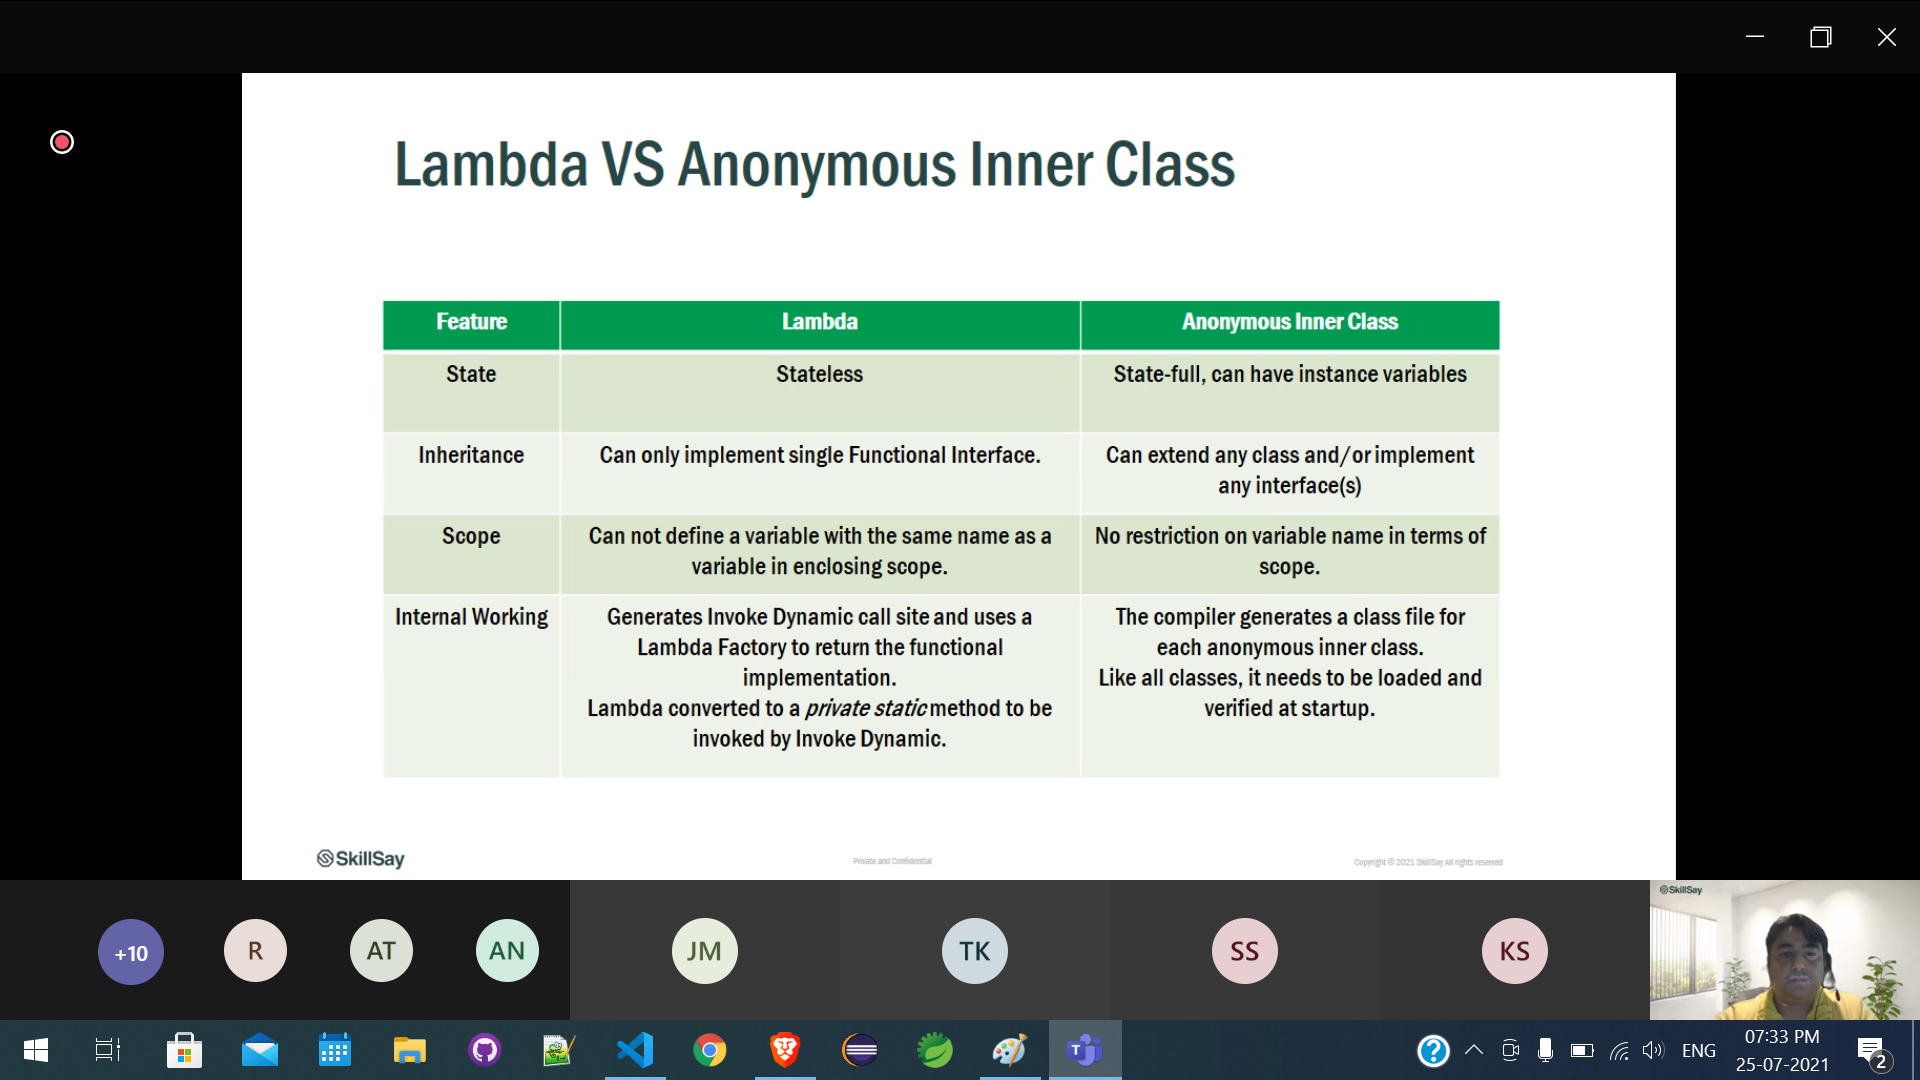 Lambda VS Anonymous Inner Class
Feature
Lambda
Anonymous Inner Class
State
Stateless
State-full, can have instance variables
Inheritance
Can only implement single Functional Interface.
Can extend any class and/or implement
any interface(s)
Scope
Can not define a variable with the same name as a
variable in enclosing scope.
No restriction on variable name in terms of
scope.
Internal Working
Generates Invoke Dynamic call site and uses a
Lambda Factory to return the functional
implementation.
Lambda converted to a private static method to be
invoked by Invoke Dynamic.
The compiler generates a class file for
each anonymous inner class.
Like all classes, it needs to be loaded and
verified at startup.
SkillSay
Private and Confidential
Copyright © 2021 SkillSay All rights reserved
+10
R
AT
AN
JM
TK
SS
KS
SkillSay
ENG
07:33 PM
25-07-2021
2